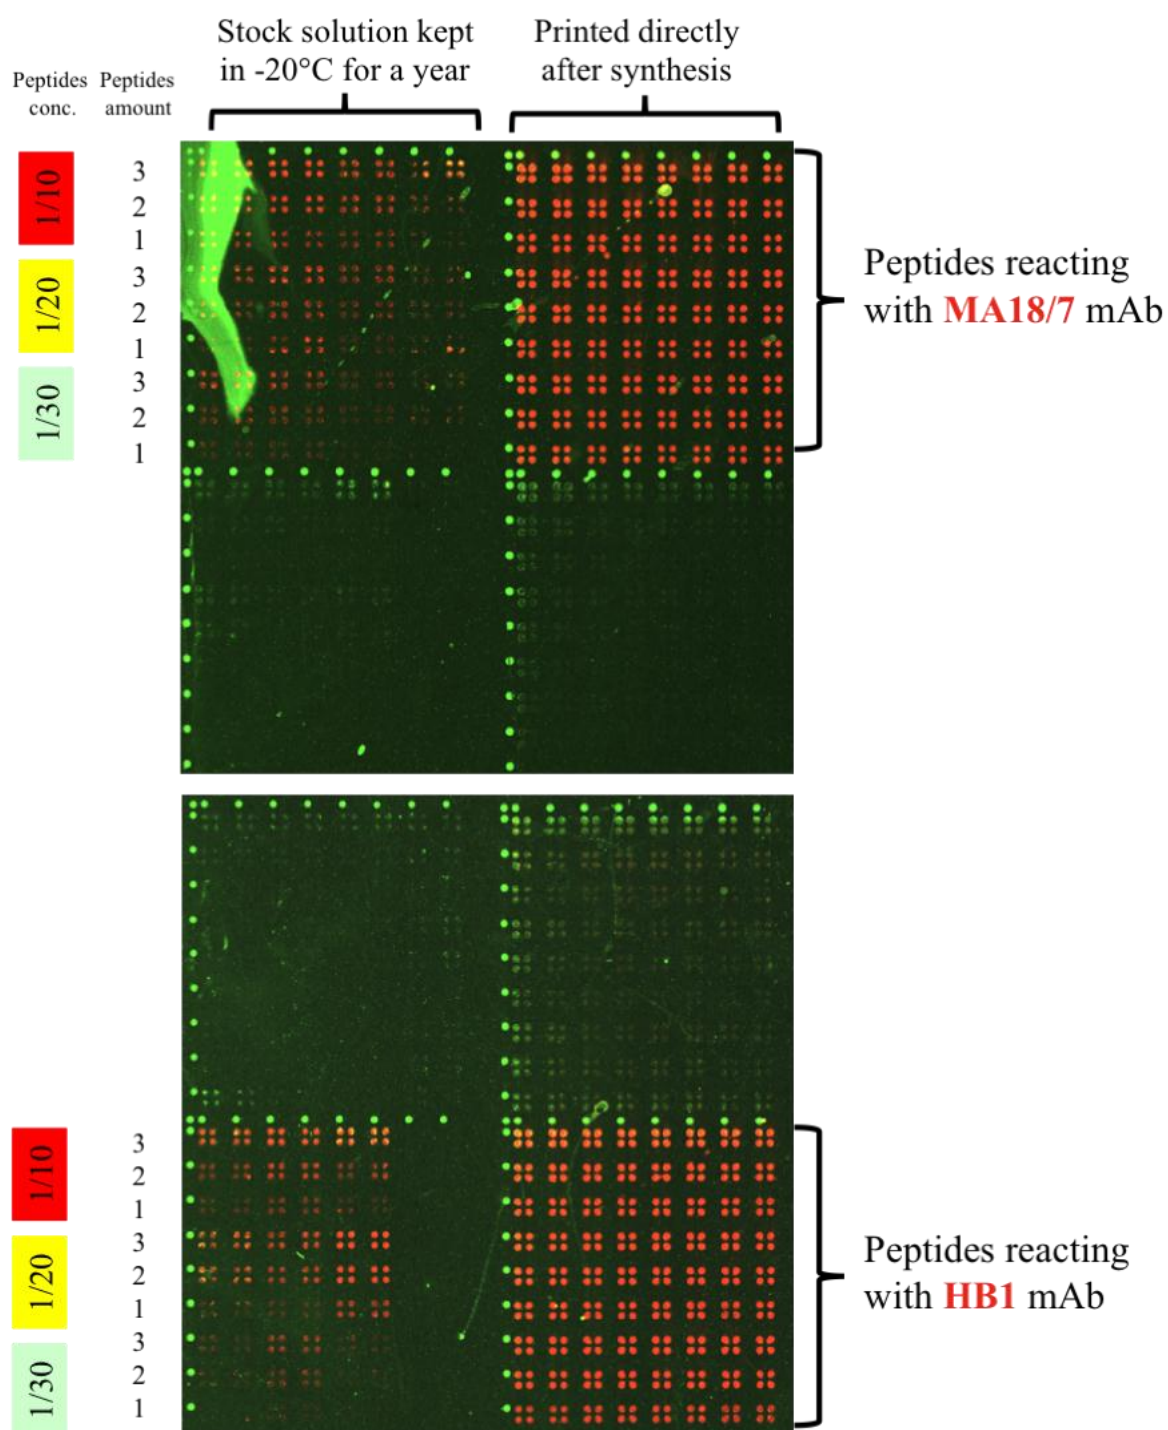 Stock solution kept
in -20°C for a year
Printed directly
after synthesis
Peptides
conc.
Peptides
amount
1/10
3
2
1
1/20
3
2
1
1/30
3
2
1
Peptides reacting
with MA18/7 mAb
1/10
3
2
1
1/20
3
2
1
1/30
3
2
1
Peptides reacting
with HB1 mAb